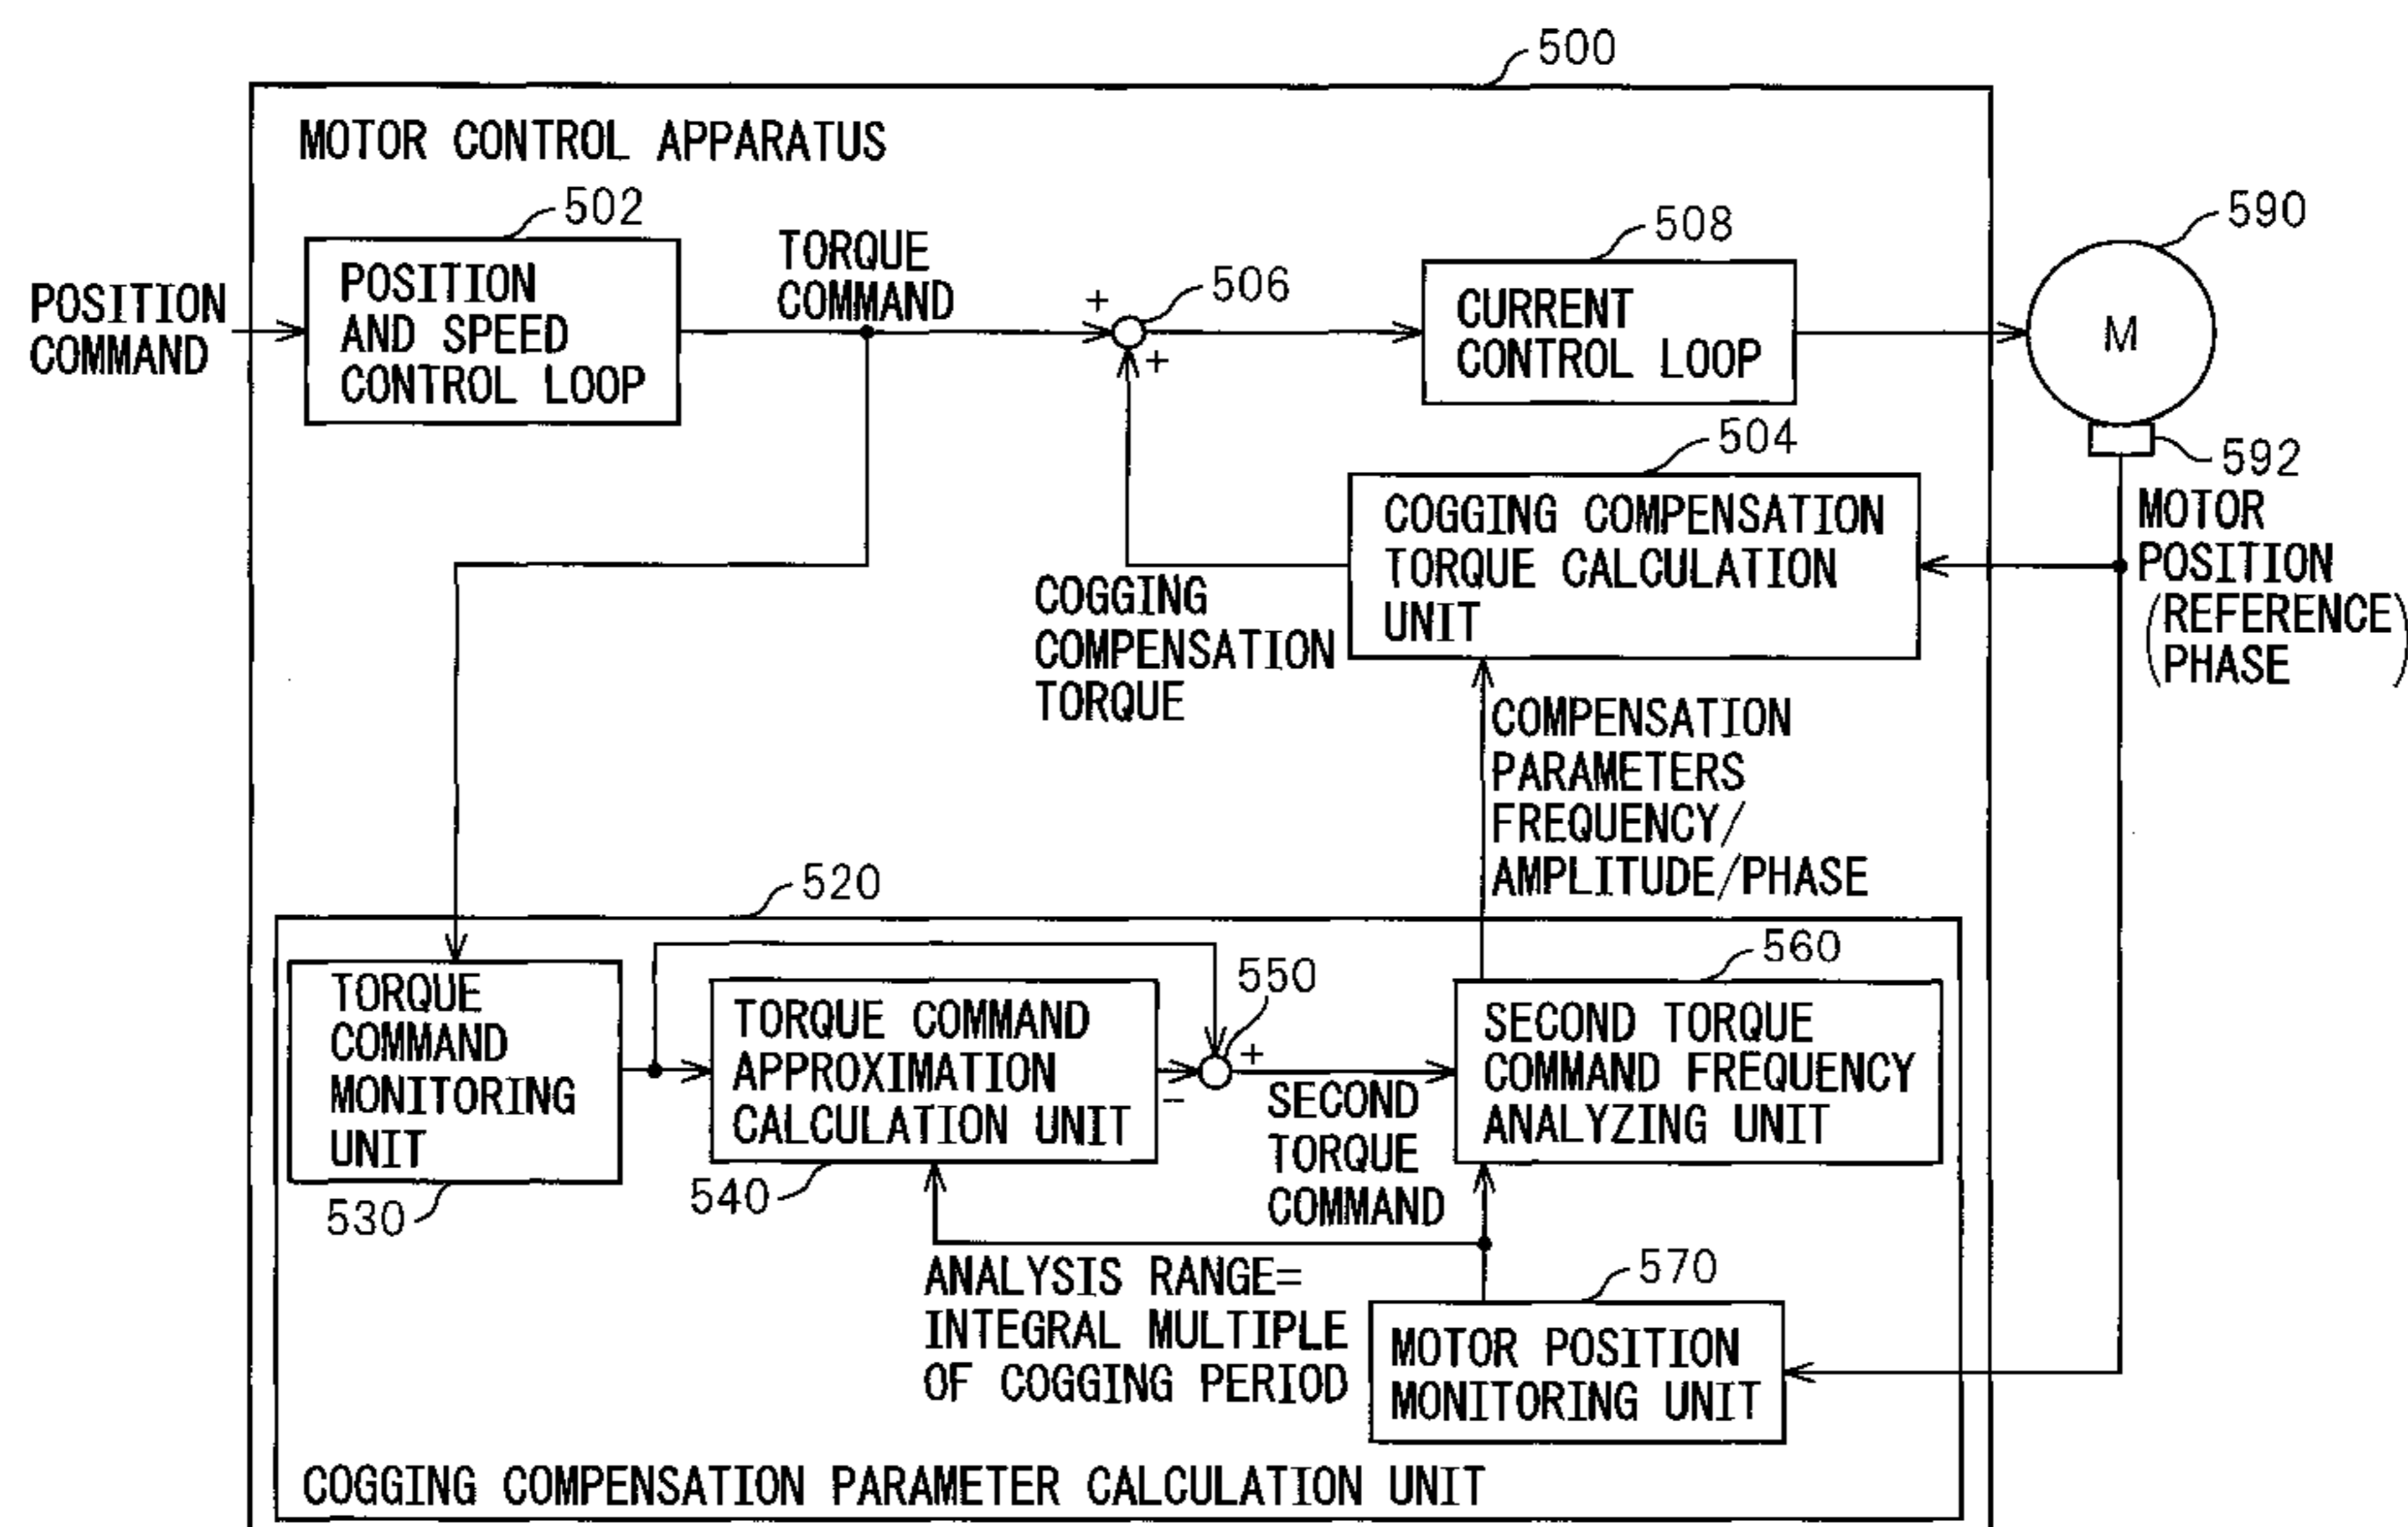 500
MOTOR CONTROL APPARATUS
502
POSITION
AND SPEED
CONTROL LOOP
POSITION
COMMAND
TORQUE
COMMAND
+
+
506
508
CURRENT
CONTROL LOOP
590
M
592
MOTOR
POSITION
(REFERENCE)
(PHASE)
504
COGGING COMPENSATION
TORQUE CALCULATION
UNIT
COGGING
COMPENSATION
TORQUE
COMPENSATION
PARAMETERS
FREQUENCY/
AMPLITUDE/PHASE
520
TORQUE
COMMAND
MONITORING
UNIT
530
TORQUE COMMAND
APPROXIMATION
CALCULATION UNIT
540
550
+
-
SECOND
TORQUE
COMMAND
560
SECOND TORQUE
COMMAND FREQUENCY
ANALYZING UNIT
ANALYSIS RANGE=
INTEGRAL MULTIPLE
OF COGGING PERIOD
570
MOTOR POSITION
MONITORING UNIT
COGGING COMPENSATION PARAMETER CALCULATION UNIT